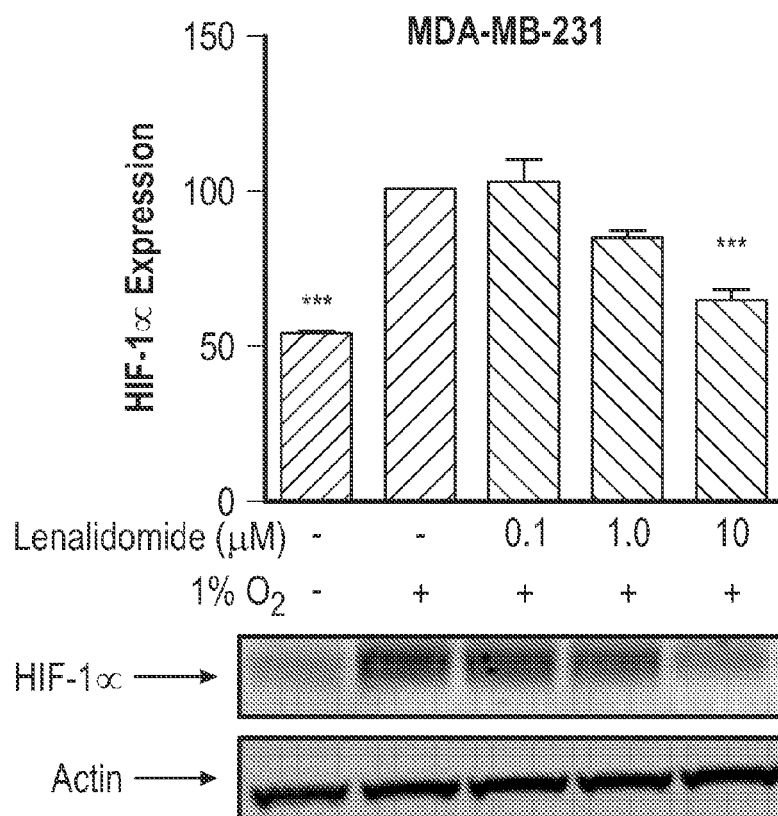 MDA-MB-231
HIF-1∝ Expression
150
100
50
0
***
***
Lenalidomide (μM) - - 0.1 1.0 10
1% O₂ - + + + +
HIF-1∝
Actin